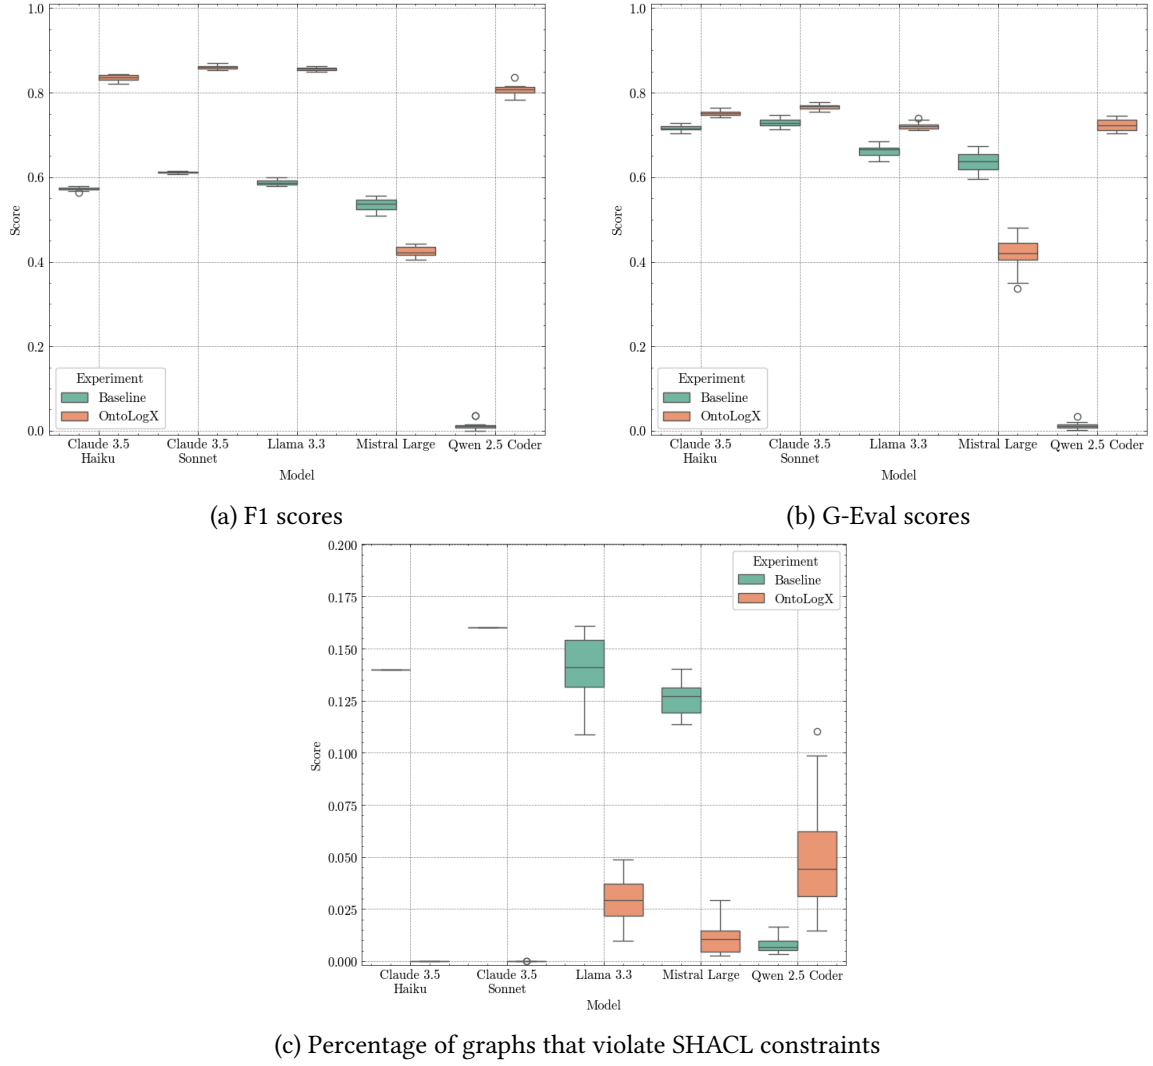 1.0
0.8
0.6
0.4
0.2
0.0
Score
Experiment
Baseline
OntoLogX
Claude 3.5
Haiku
Claude 3.5
Sonnet
Llama 3.3
Mistral Large
Qwen 2.5 Coder
Model
(a) F1 scores
1.0
0.8
0.6
0.4
0.2
0.0
Score
Experiment
Baseline
OntoLogX
Claude 3.5
Haiku
Claude 3.5
Sonnet
Llama 3.3
Mistral Large
Qwen 2.5 Coder
Model
(b) G-Eval scores
0.200
0.175
0.150
0.125
0.100
0.075
0.050
0.025
0.000
Score
Experiment
Baseline
OntoLogX
Claude 3.5
Haiku
Claude 3.5
Sonnet
Llama 3.3
Mistral Large
Qwen 2.5 Coder
Model
(c) Percentage of graphs that violate SHACL constraints